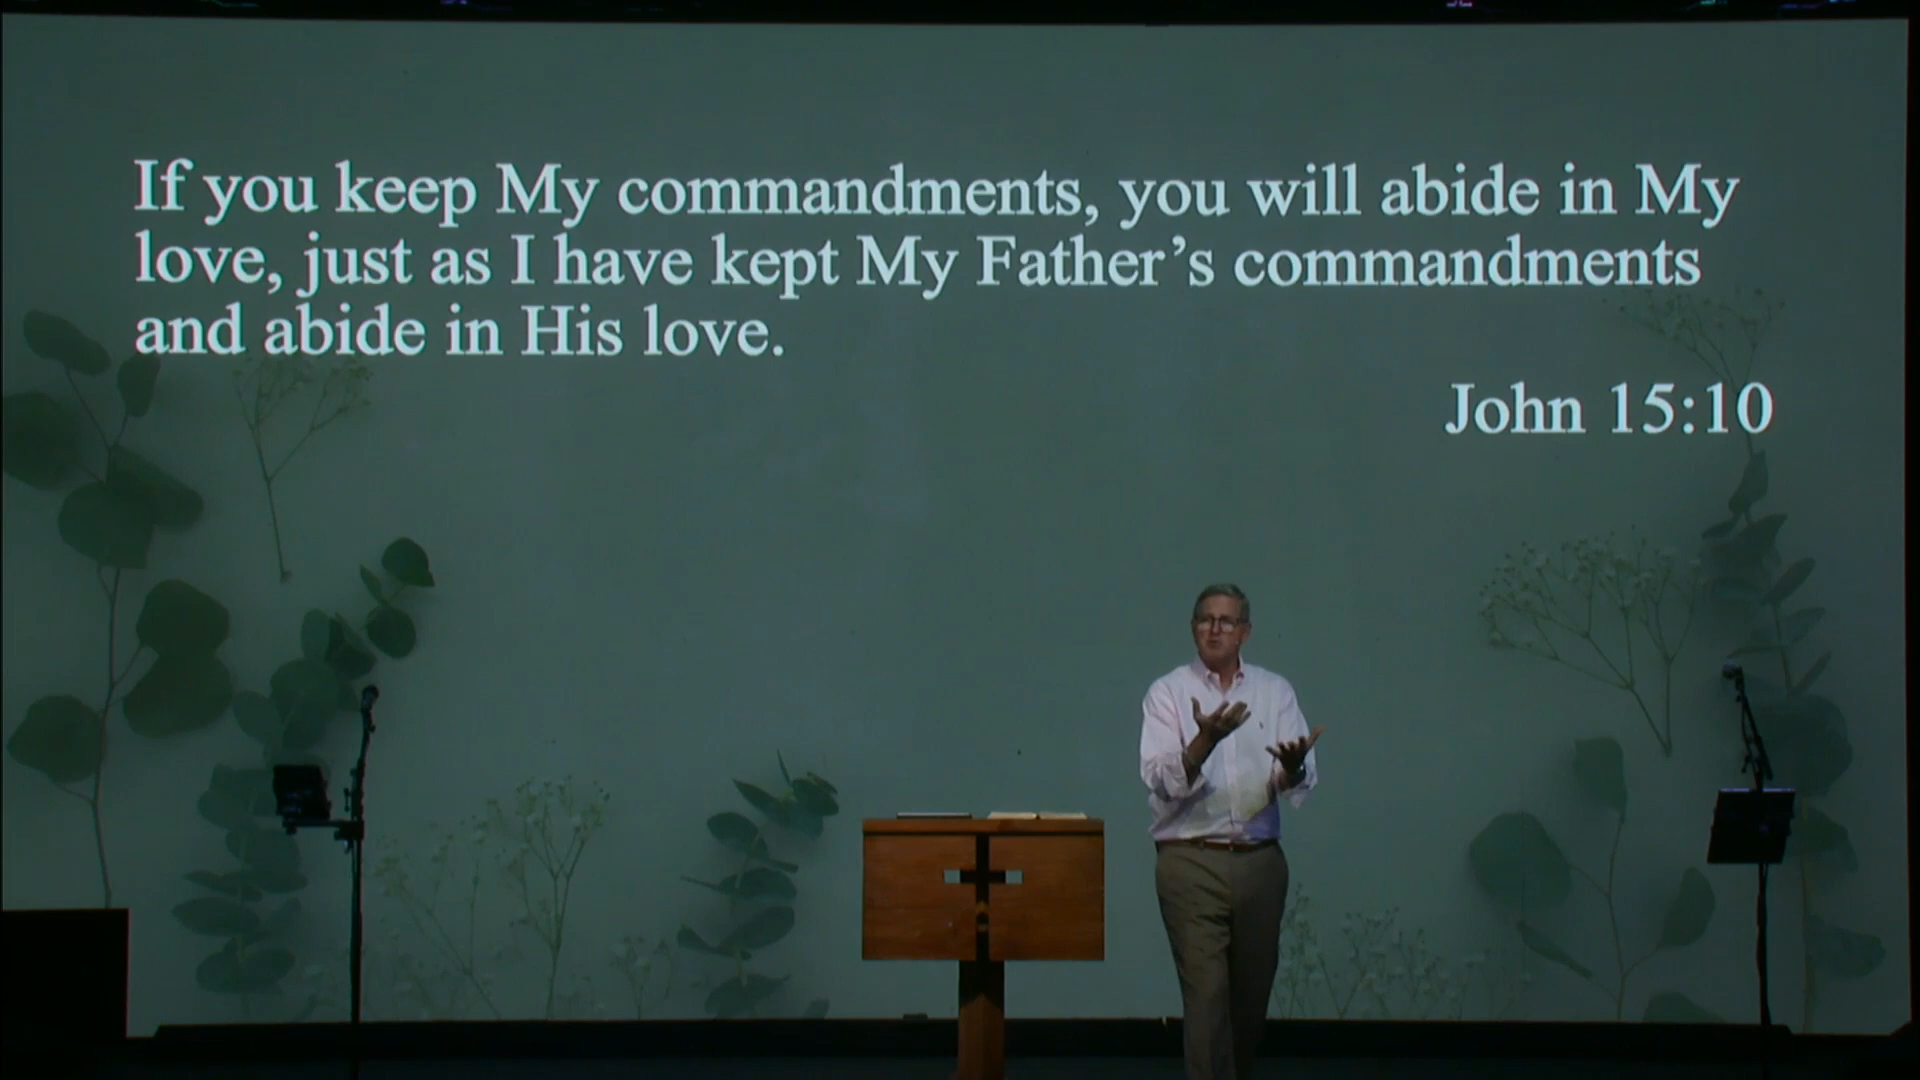 If you keep My commandments, you will abide in My
love, just as I have kept My Father’s commandments
and abide in His love.
John 15:10